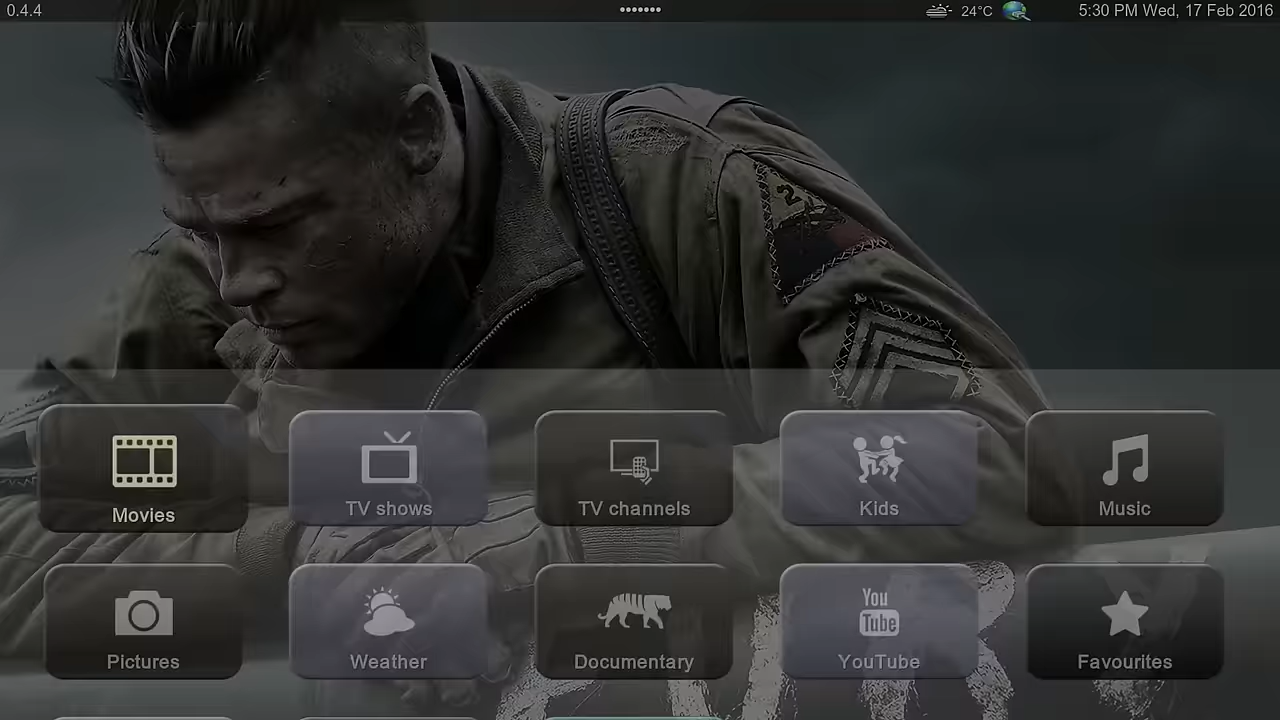 0.4.4
24°C
5:30 PM Wed, 17 Feb 2016
2
Movies
TV shows
TV channels
Kids
Music
You
Tube
Pictures
Weather
Documentary
YouTube
Favourites